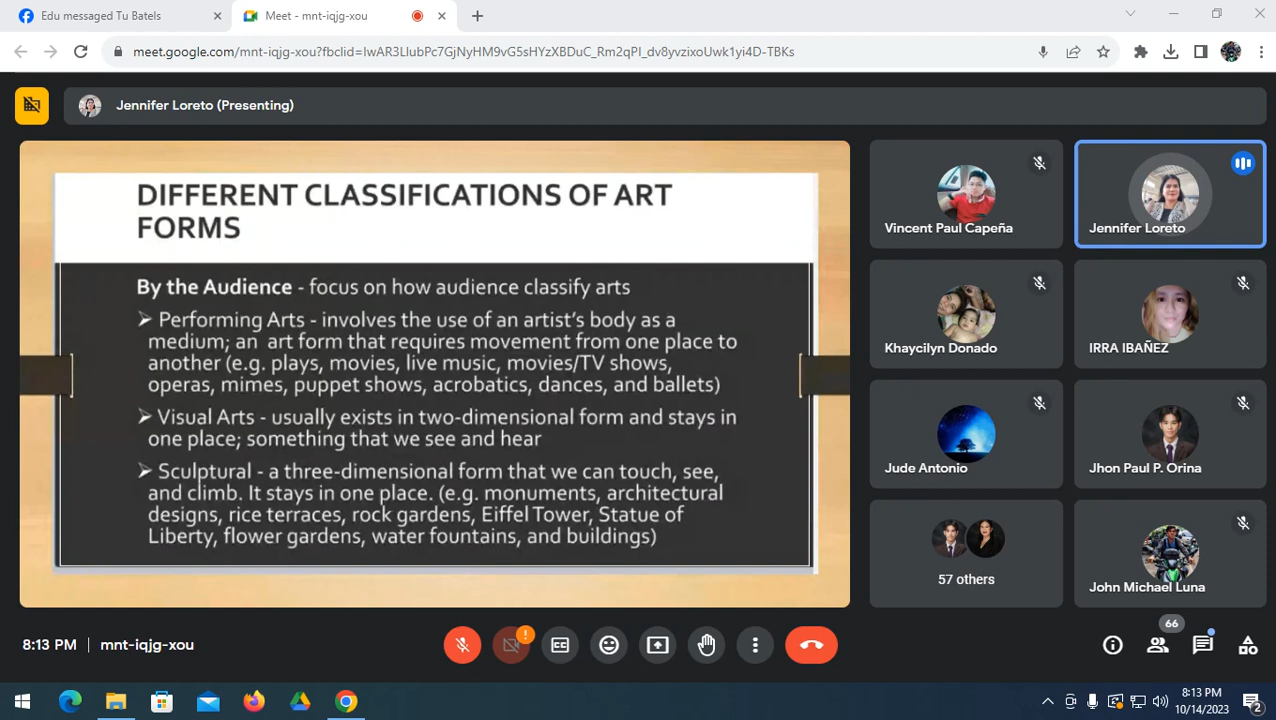 Edu messaged Tu Batels
Meet - mnt-iqjg-xou
meet.google.com/mnt-iqjg-xou?fbclid=IwAR3LIubPc7GjNyHM9vG5sHYzXBDuC_Rm2qPI_dv8yvzixoUwk1yi4D-TBKs
Jennifer Loreto (Presenting)
DIFFERENT CLASSIFICATIONS OF ART
FORMS
By the Audience - focus on how audience classify arts
➢ Performing Arts - involves the use of an artist's body as a
medium; an art form that requires movement from one place to
another (e.g. plays, movies, live music, movies/TV shows,
operas, mimes, puppet shows, acrobatics, dances, and ballets)
➢ Visual Arts - usually exists in two-dimensional form and stays in
one place; something that we see and hear
➢ Sculptural - a three-dimensional form that we can touch, see,
and climb. It stays in one place. (e.g. monuments, architectural
designs, rice terraces, rock gardens, Eiffel Tower, Statue of
Liberty, flower gardens, water fountains, and buildings)
Vincent Paul Capeña
Jennifer Loreto
Khaycilyn Donado
IRRA IBAÑEZ
Jude Antonio
Jhon Paul P. Orina
57 others
John Michael Luna
8:13 PM | mnt-iqjg-xou
66
8:13 PM
10/14/2023
2